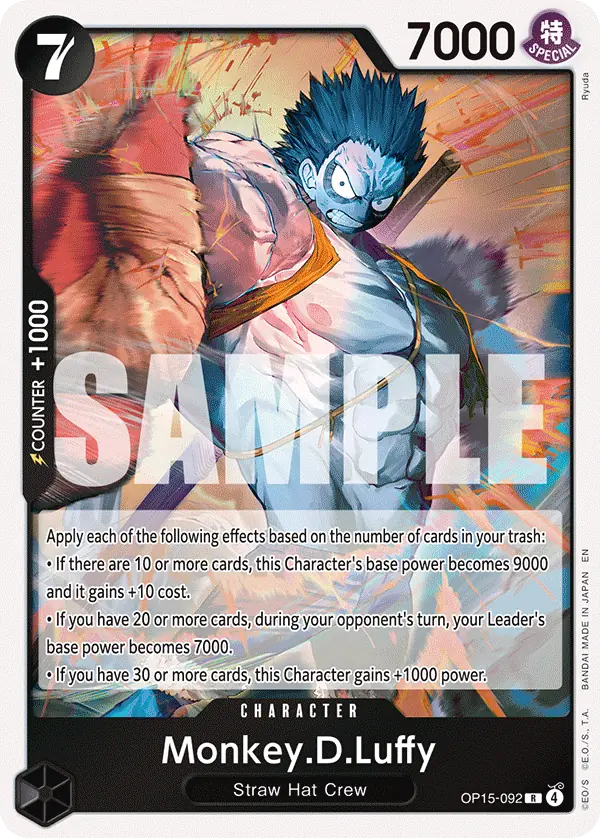 7
7000
特
SPECIAL
Ryuda
COUNTER +1000
SAMPLE
Apply each of the following effects based on the number of cards in your trash:
• If there are 10 or more cards, this Character's base power becomes 9000
and it gains +10 cost.
• If you have 20 or more cards, during your opponent's turn, your Leader's
base power becomes 7000.
• If you have 30 or more cards, this Character gains +1000 power.
CHARACTER
Monkey.D.Luffy
Straw Hat Crew
OP15-092 R 4
©EO/S ©E.O./S., T.A. BANDAI MADE IN JAPAN EN